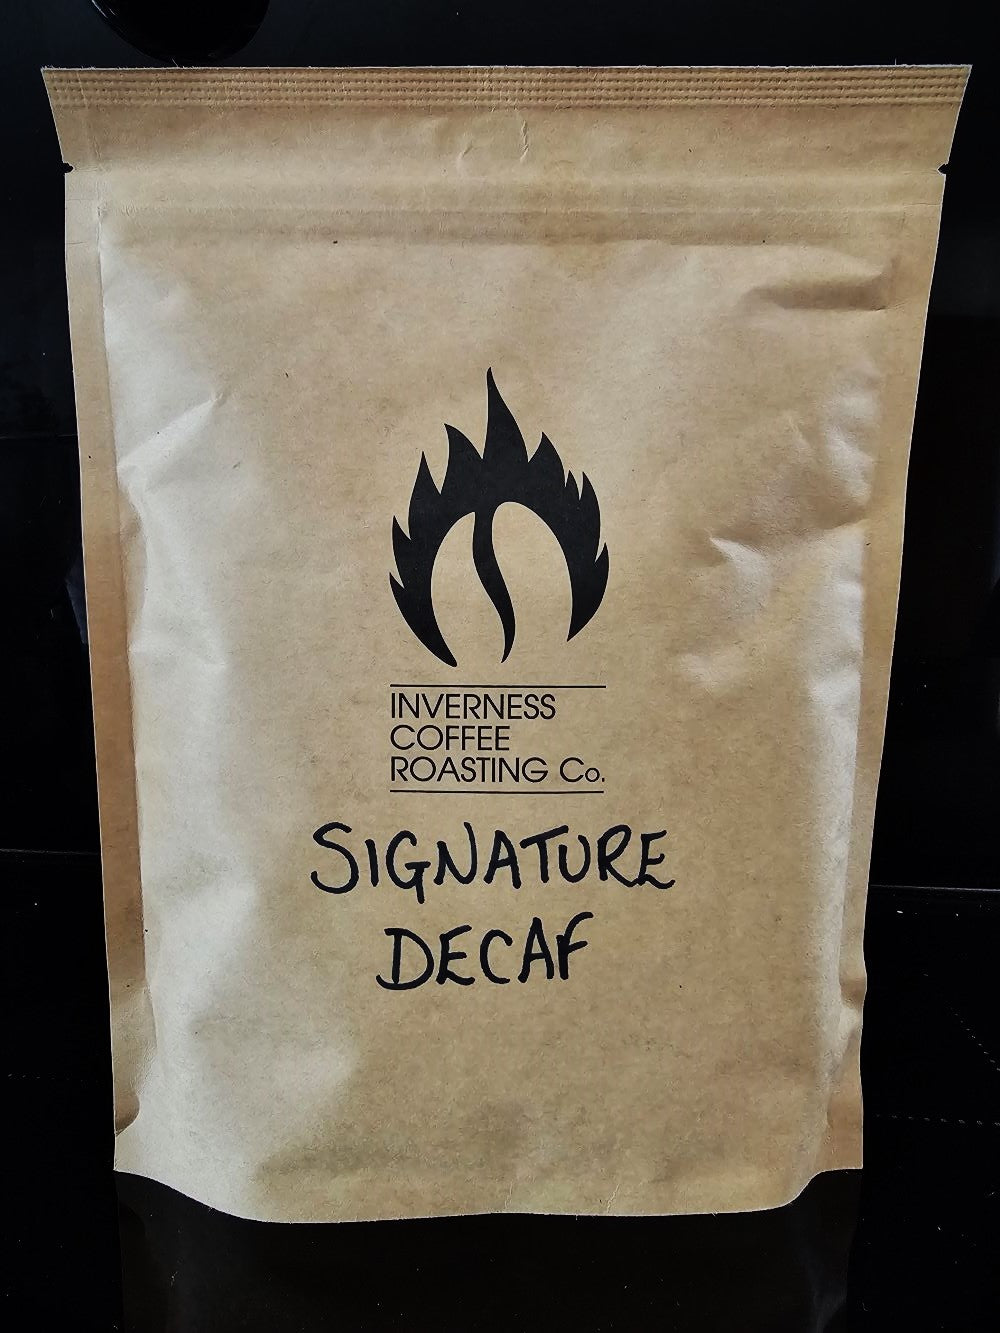 INVERNESS
COFFEE
ROASTING Co.
SIGNATURE
DECAF